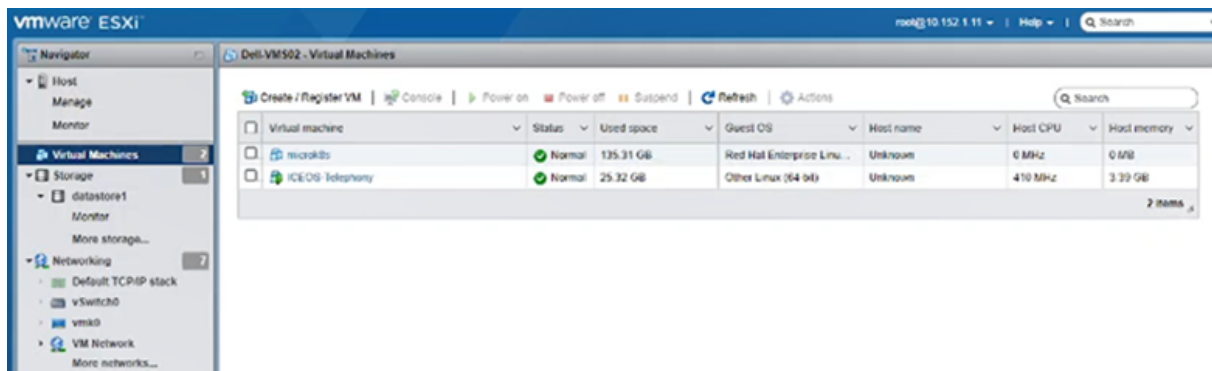 vmware ESXi
root@10.152.1.11 | Help | Search
Navigator
Dell-VMS02 - Virtual Machines
Host
Manage
Monitor
Virtual Machines 2
Storage 1
datastore1
Monitor
More storage...
Networking 2
Default TCP/IP stack
vSwitch0
vmk0
VM Network
More networks...
Create / Register VM | Console | Power on Power off Suspend | Refresh | Actions
Search
Virtual machine Status Used space Guest OS Host name Host CPU Host memory
microk8s Normal 135.31 GB Red Hat Enterprise Linu... Unknown 0 MHz 0 MB
ICEOS-Telephony Normal 25.32 GB Other Linux (64-bit) Unknown 410 MHz 3.39 GB
2 items